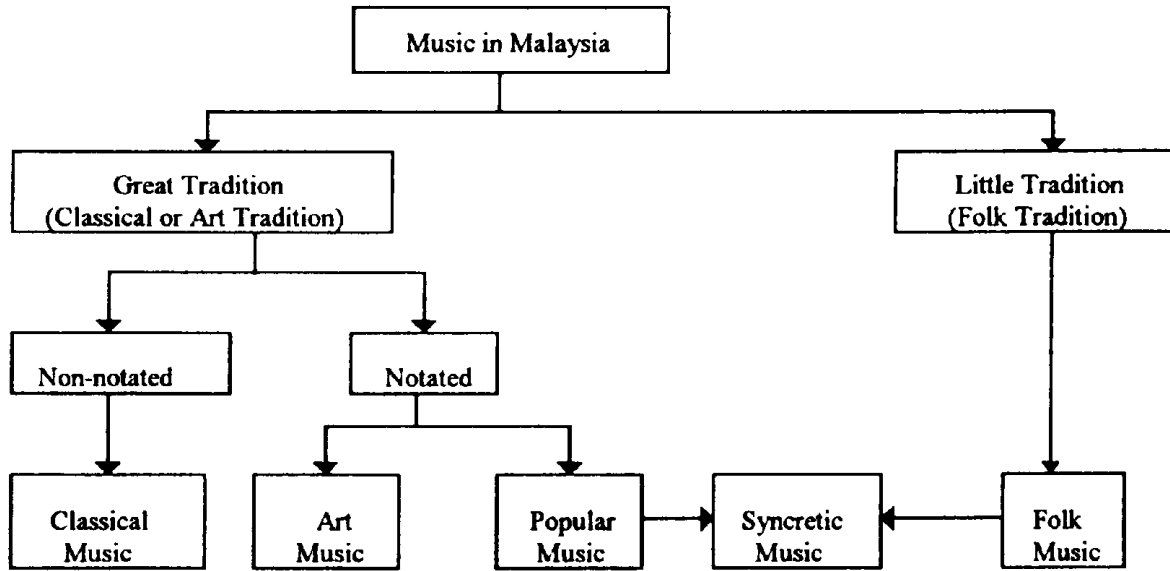 Music in Malaysia
Great Tradition
(Classical or Art Tradition)
Little Tradition
(Folk Tradition)
Non-notated
Notated
Classical
Music
Art
Music
Popular
Music
Syncretic
Music
Folk
Music